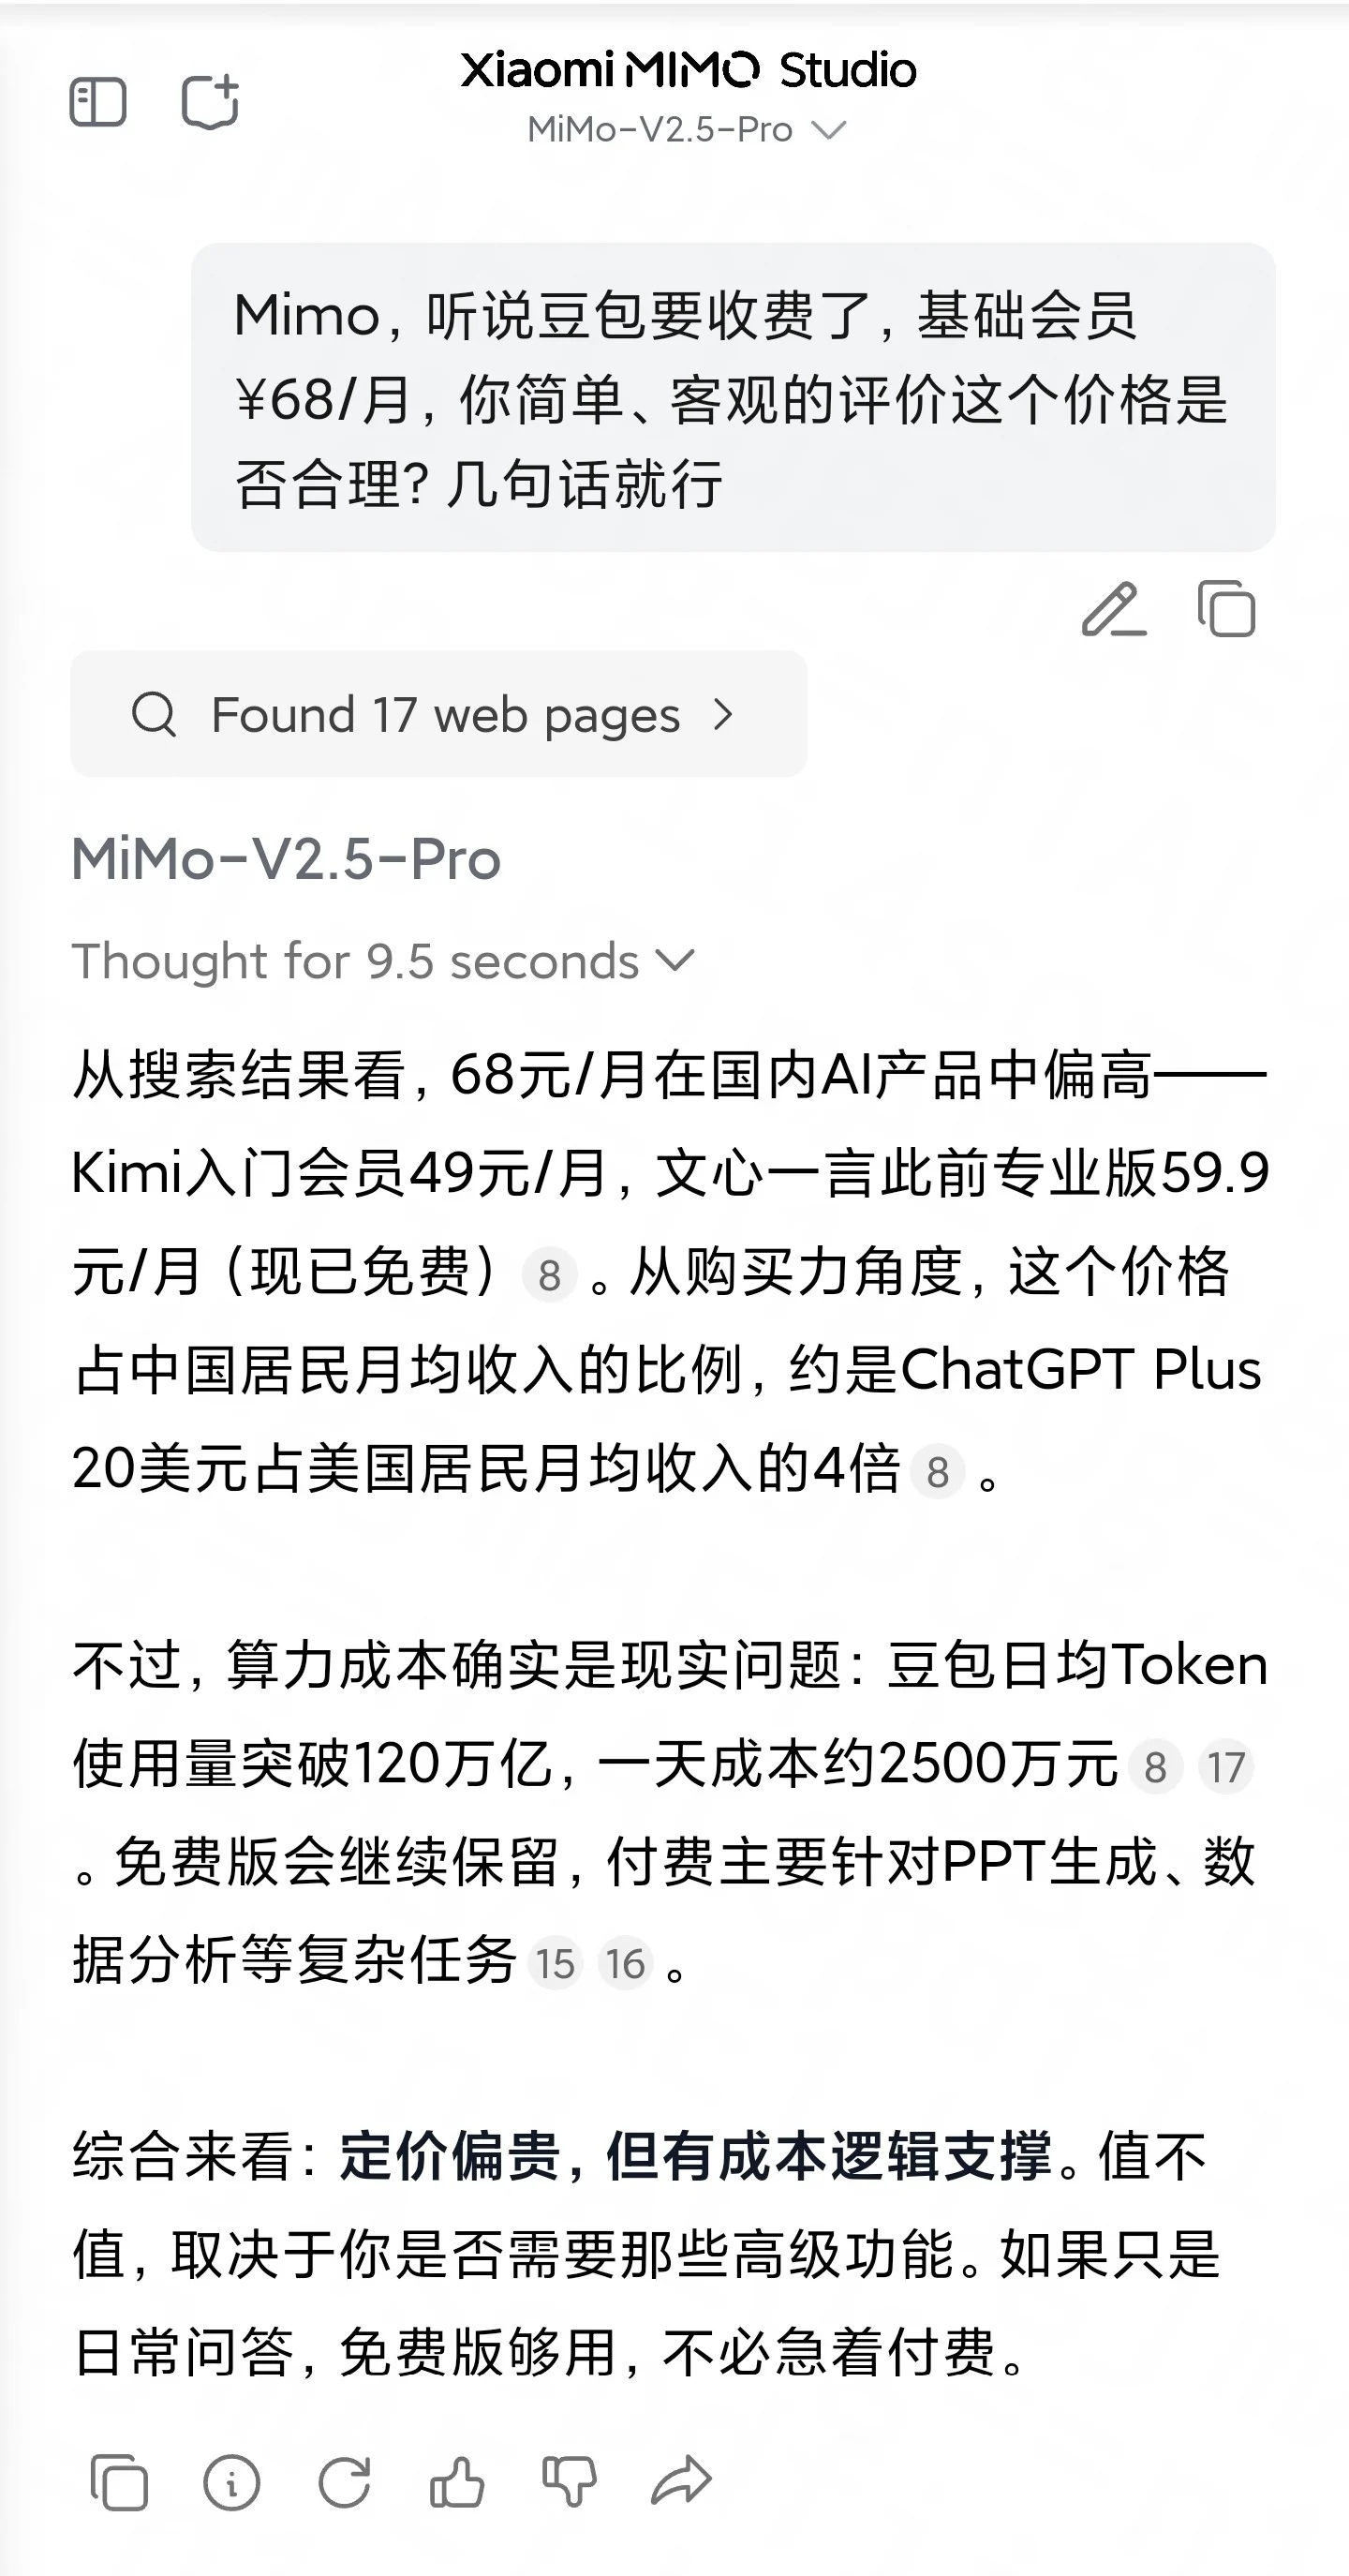 Xiaomi MIMO Studio
MiMo-V2.5-Pro
Mimo，听说豆包要收费了，基础会员
¥68/月，你简单、客观的评价这个价格是
否合理？几句话就行
Found 17 web pages
MiMo-V2.5-Pro
Thought for 9.5 seconds
从搜索结果看，68元/月在国内AI产品中偏高——
Kimi入门会员49元/月，文心一言此前专业版59.9
元/月（现已免费）8。从购买力角度，这个价格
占中国居民月均收入的比例，约是ChatGPT Plus
20美元占美国居民月均收入的4倍8。
不过，算力成本确实是现实问题：豆包日均Token
使用量突破120万亿，一天成本约2500万元8 17
。免费版会继续保留，付费主要针对PPT生成、数
据分析等复杂任务15 16。
综合来看：定价偏贵，但有成本逻辑支撑。值不
值，取决于你是否需要那些高级功能。如果只是
日常问答，免费版够用，不必急着付费。